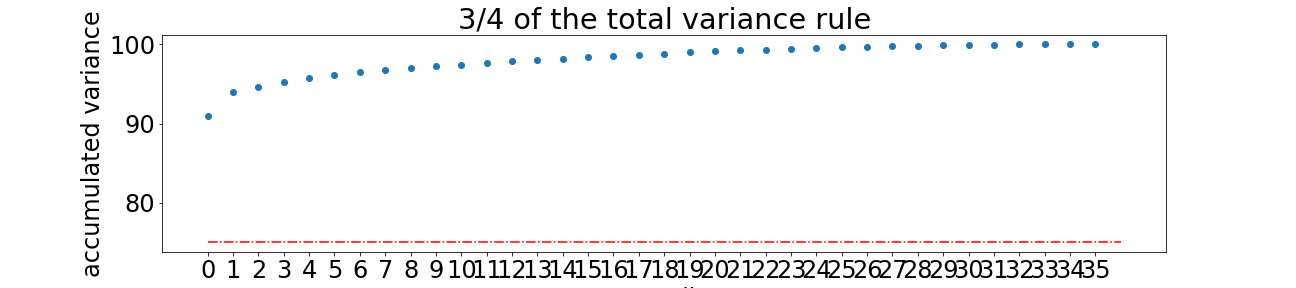 3/4 of the total variance rule
accumulated variance
100
90
80
0 1 2 3 4 5 6 7 8 9 10 11 12 13 14 15 16 17 18 19 20 21 22 23 24 25 26 27 28 29 30 31 32 33 34 35